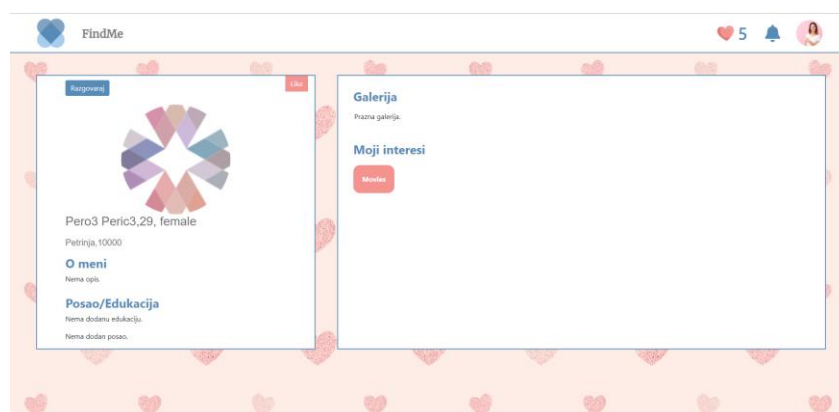 FindMe
5
Razgovaraj
Like
Pero3 Peric3,29, female
Petrinja,10000
O meni
Nema opis.
Posao/Edukacija
Nema dodanu edukaciju.
Nema dodan posao.
Galerija
Prazna galerija.
Moji interesi
Movies